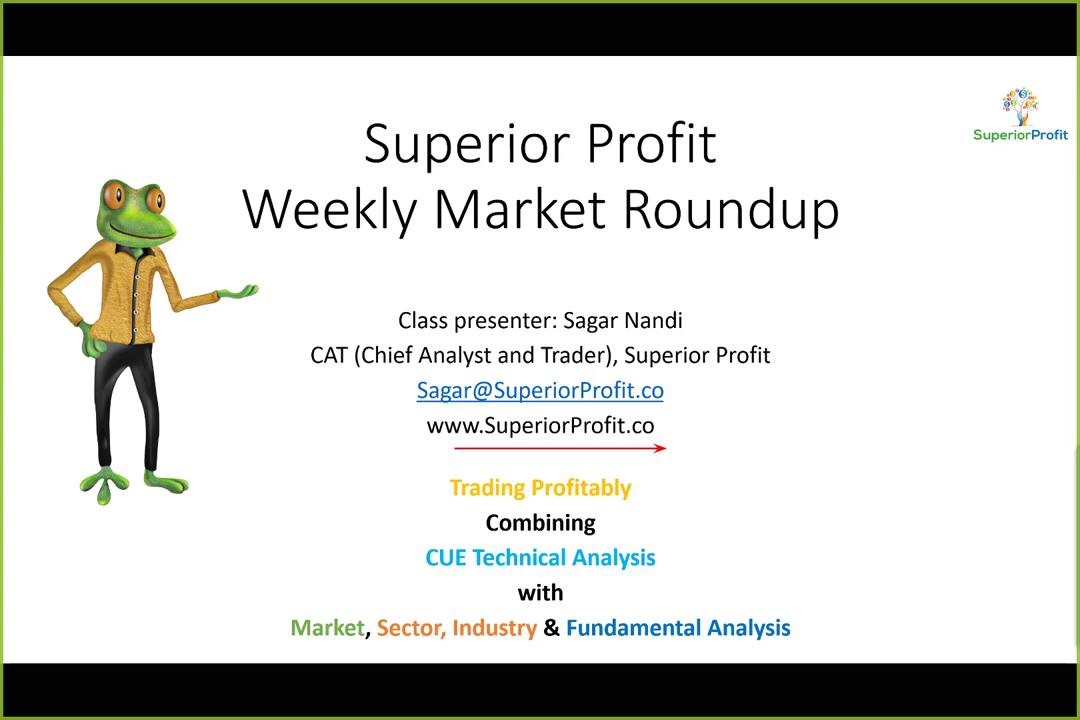 SuperiorProfit
Superior Profit
Weekly Market Roundup
Class presenter: Sagar Nandi
CAT (Chief Analyst and Trader), Superior Profit
Sagar@SuperiorProfit.co
www.SuperiorProfit.co
Trading Profitably
Combining
CUE Technical Analysis
with
Market, Sector, Industry & Fundamental Analysis